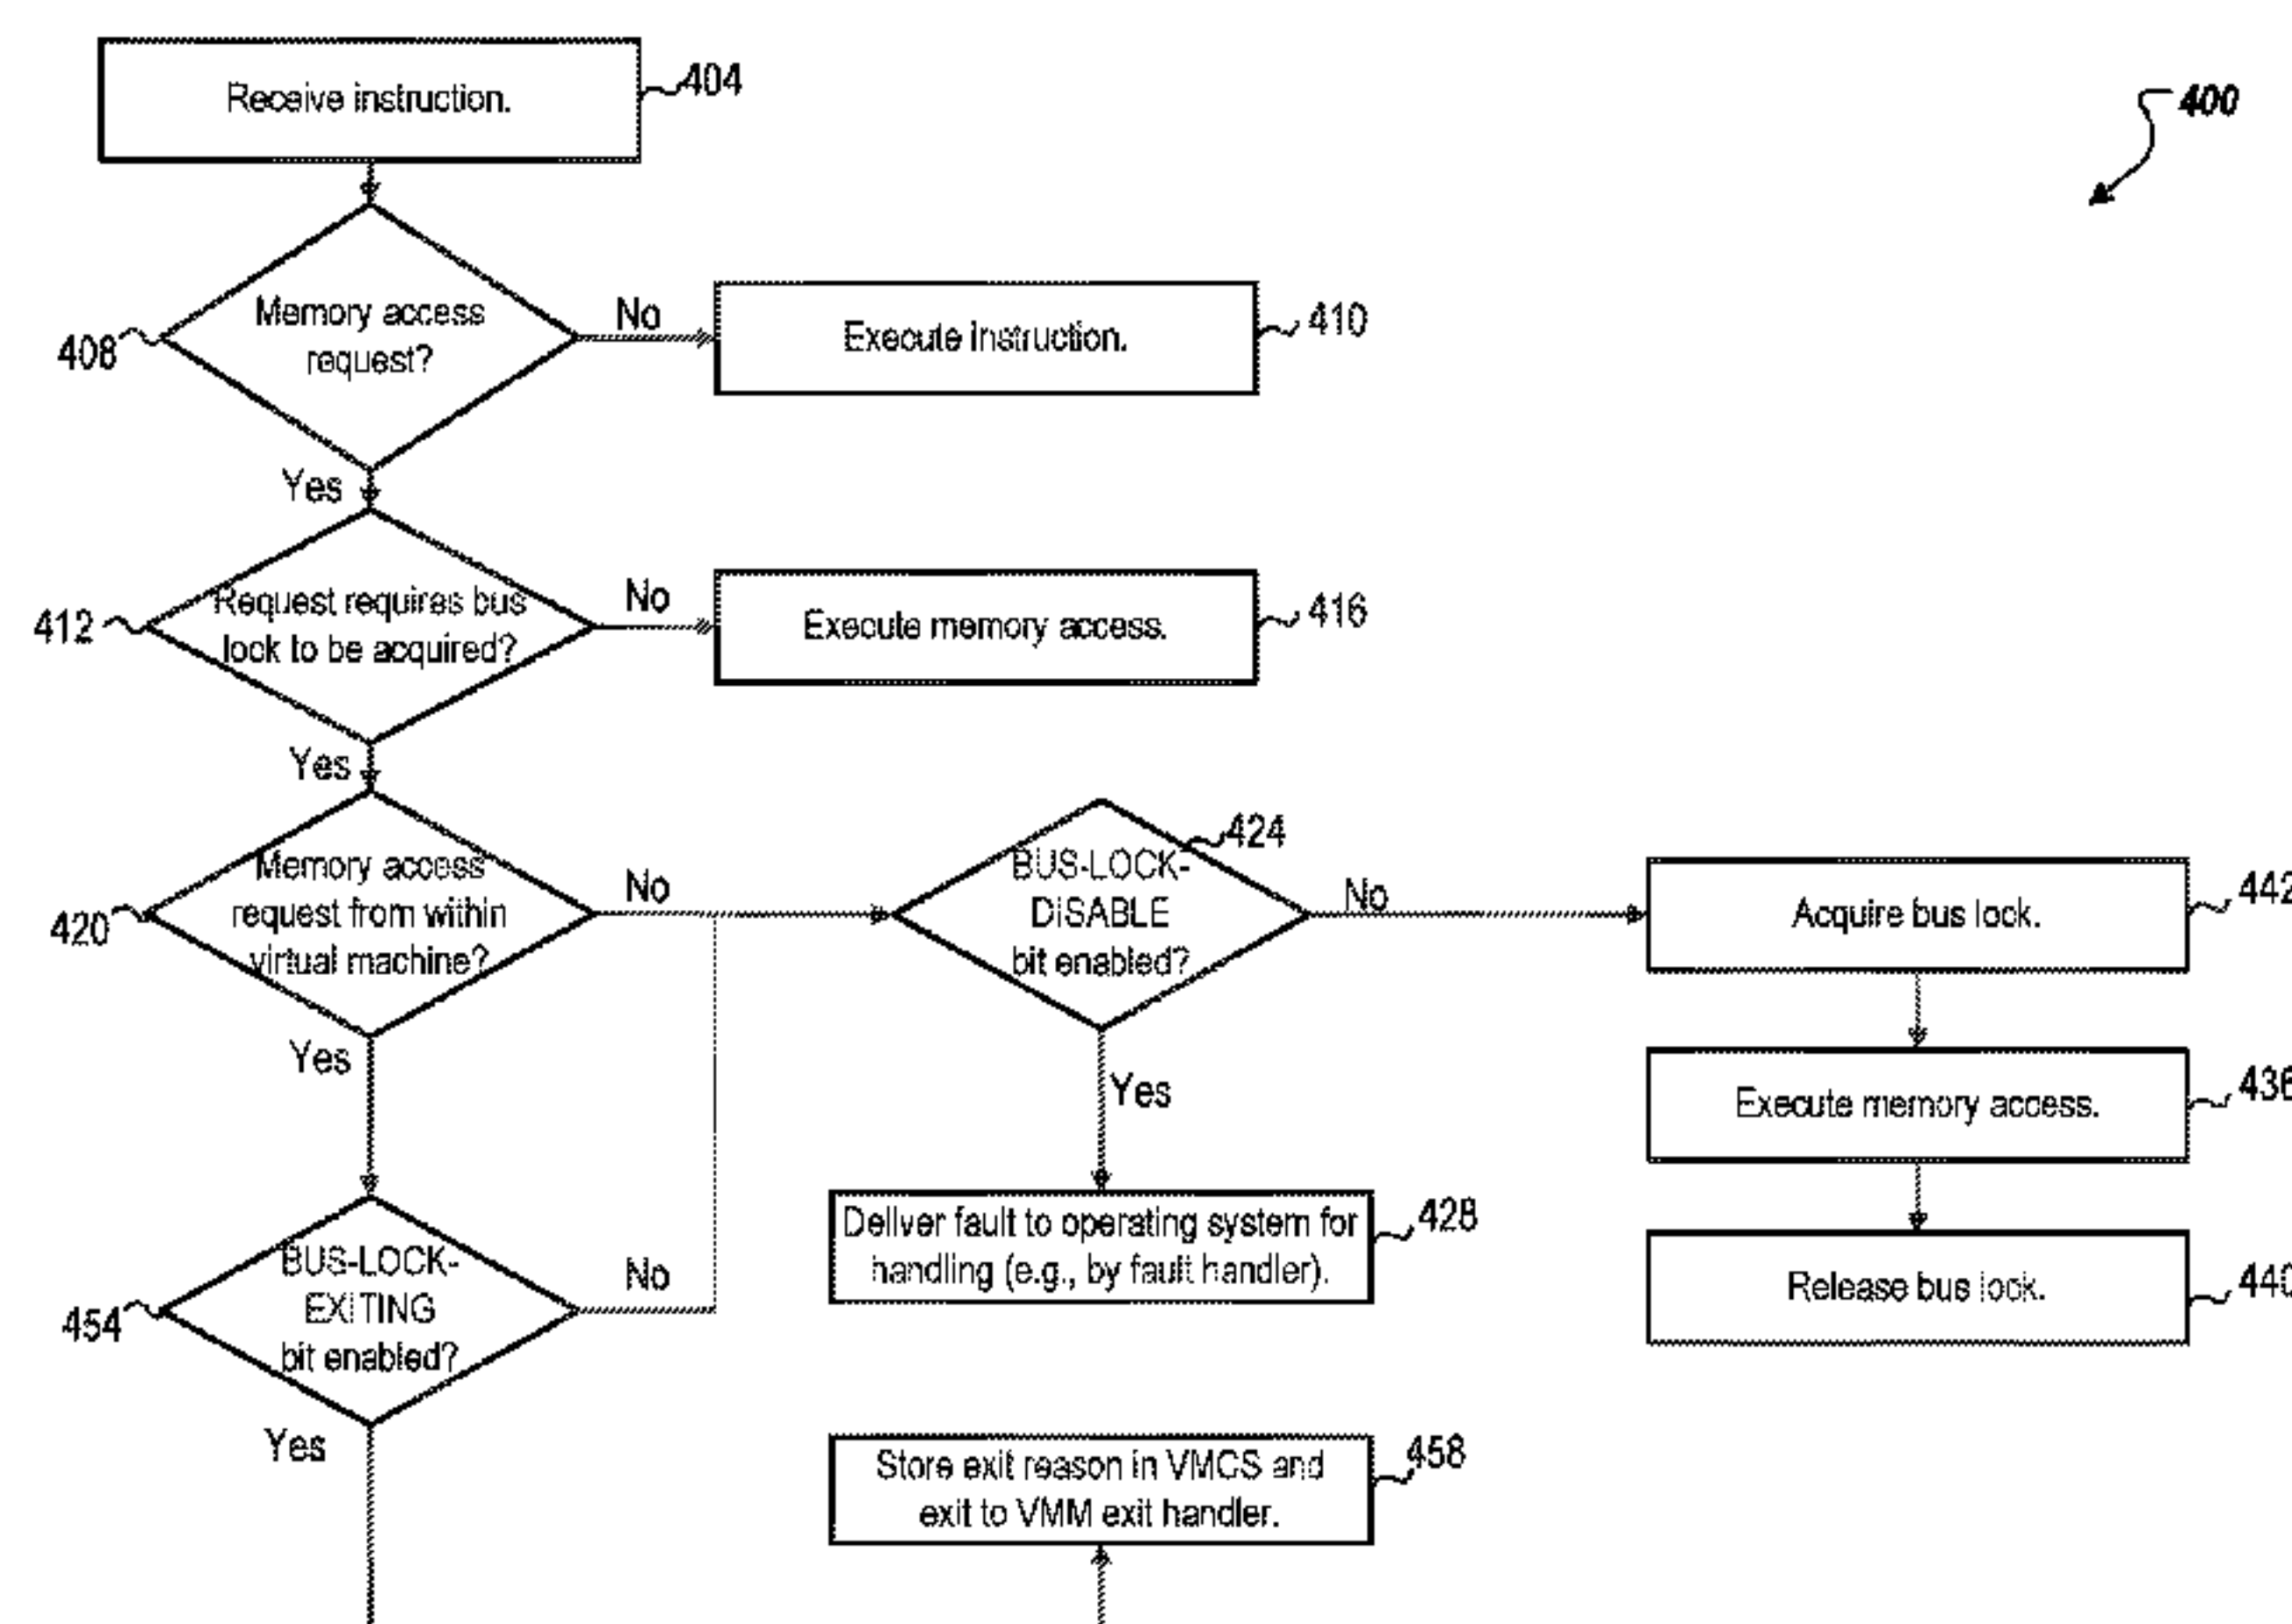 Receive instruction.
404
400
Memory access
request?
408
No
Execute instruction.
410
Yes
Request requires bus
lock to be acquired?
412
No
Execute memory access.
416
Yes
Memory access
request from within
virtual machine?
420
No
424
BUS-LOCK-
DISABLE
bit enabled?
No
Acquire bus lock.
442
Yes
Yes
Execute memory access.
436
Deliver fault to operating system for
handling (e.g., by fault handler).
428
Release bus lock.
440
BUS-LOCK-
EXITING
bit enabled?
454
No
Yes
Store exit reason in VMCS and
exit to VMM exit handler.
458